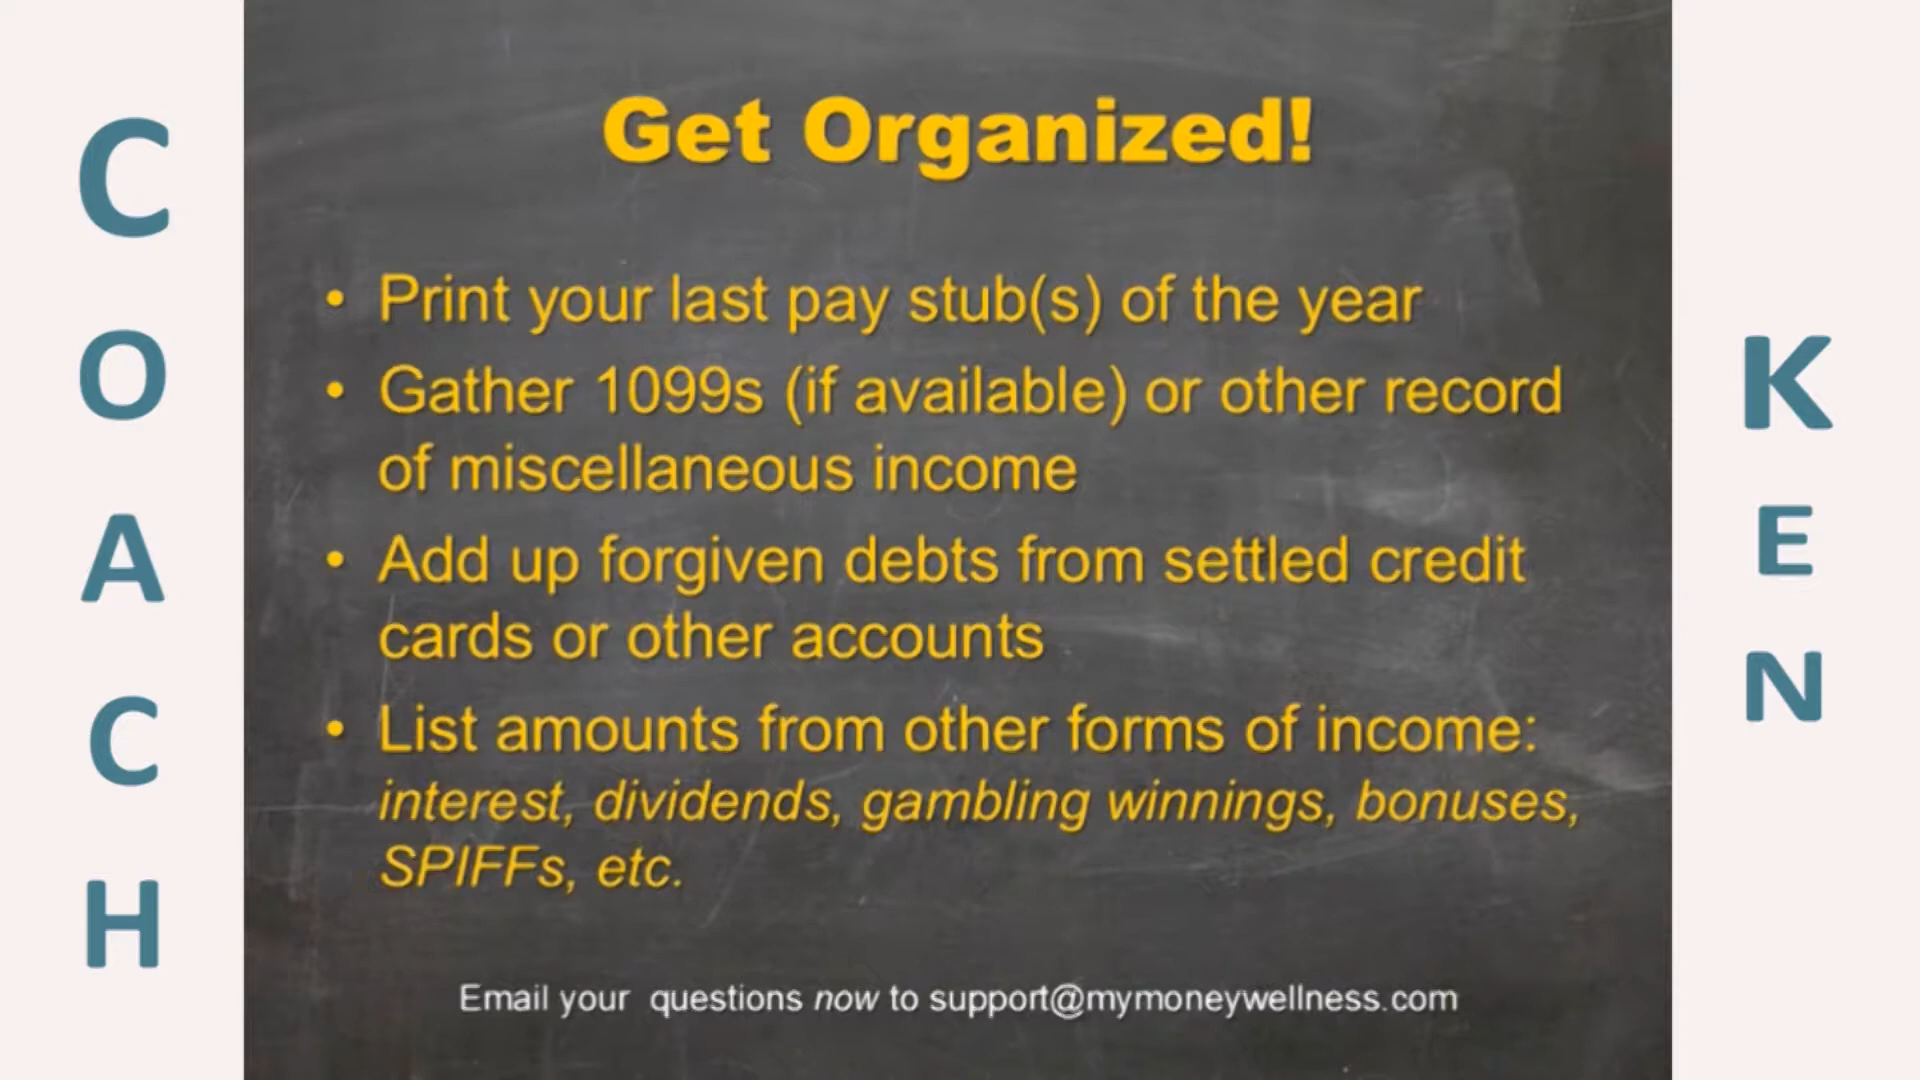 COACH
Get Organized!
• Print your last pay stub(s) of the year
• Gather 1099s (if available) or other record
of miscellaneous income
• Add up forgiven debts from settled credit
cards or other accounts
• List amounts from other forms of income:
interest, dividends, gambling winnings, bonuses,
SPIFFs, etc.
Email your questions now to support@mymoneywellness.com
KEN